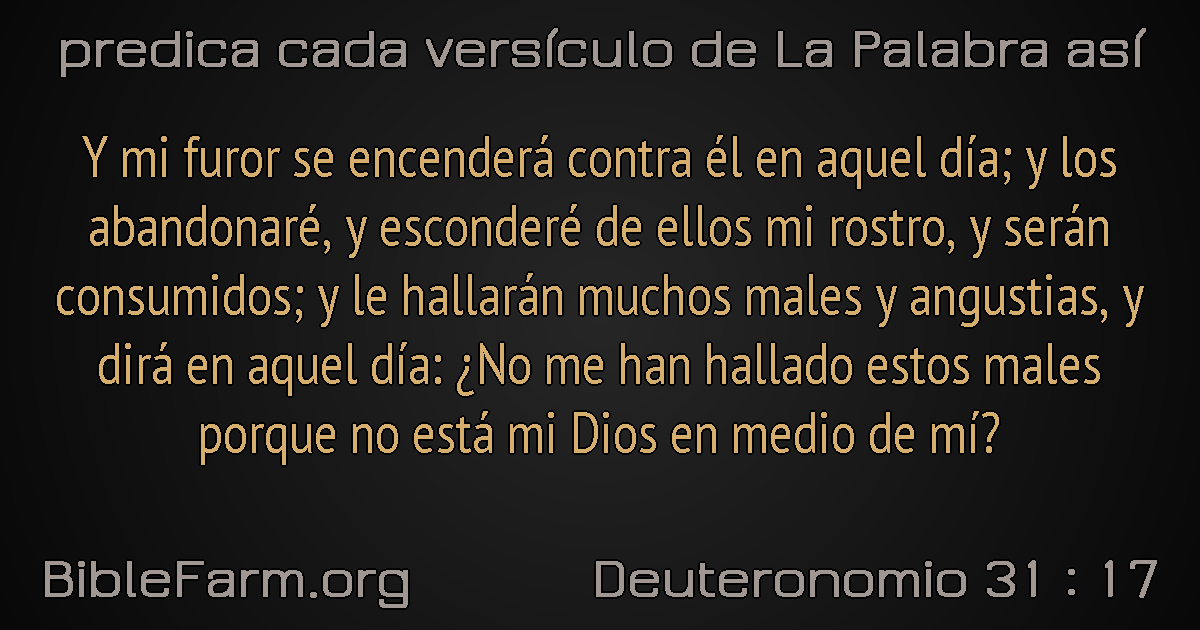 predica cada versículo de La Palabra así
Y mi furor se encenderá contra él en aquel día; y los
abandonaré, y esconderé de ellos mi rostro, y serán
consumidos; y le hallarán muchos males y angustias, y
dirá en aquel día: ¿No me han hallado estos males
porque no está mi Dios en medio de mí?
BibleFarm.org
Deuteronomio 31 : 17